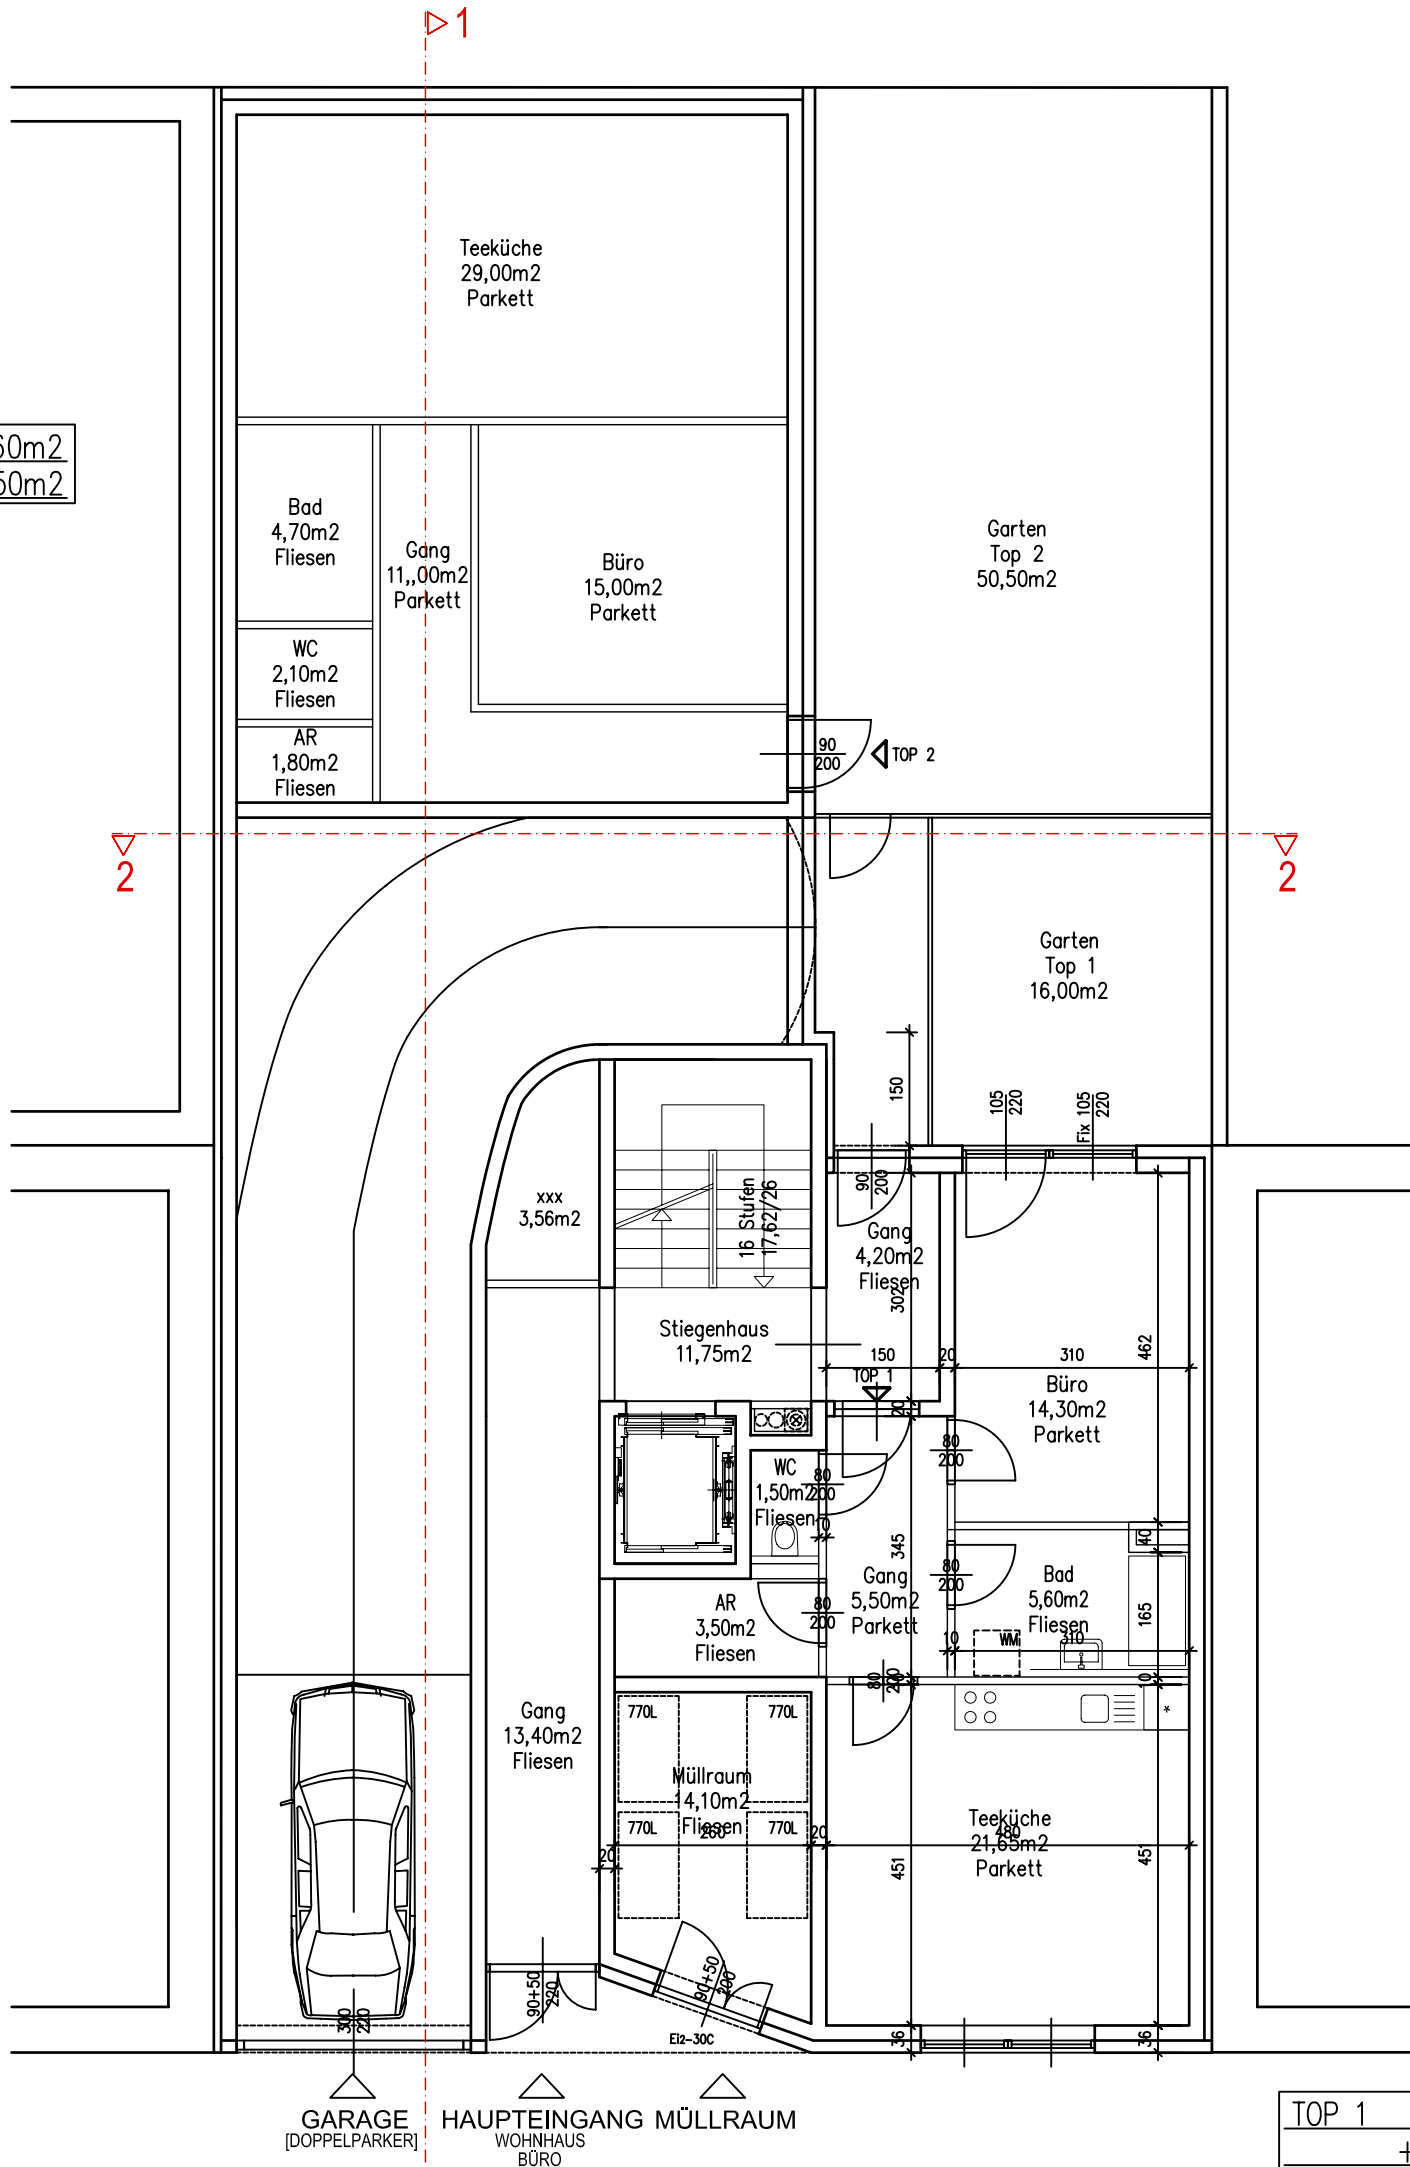 1
Teeküche
29,00m2
Parkett
60m2
50m2
Bad
4,70m2
Fliesen
Gang
11,,00m2
Parkett
Büro
15,00m2
Parkett
Garten
Top 2
50,50m2
WC
2,10m2
Fliesen
AR
1,80m2
Fliesen
90
200
TOP 2
2
2
Garten
Top 1
16,00m2
150
105
220
Fix 105
220
xxx
3,56m2
16 Stufen
17,62/26
90
200
Gang
4,20m2
Fliesen
302
Stiegenhaus
11,75m2
150
20
310
462
TOP 1
20
Büro
14,30m2
Parkett
80
200
WC
1,50m2
Fliesen
80
200
10
345
40
Gang
5,50m2
Parkett
80
200
Bad
5,60m2
Fliesen
165
AR
3,50m2
Fliesen
80
200
10
WM
310
80
200
10
*
Gang
13,40m2
Fliesen
770L
770L
Müllraum
14,10m2
Fliesen
770L
770L
260
20
20
Teeküche
21,65m2
Parkett
480
451
451
300
220
90+50
220
90+50
200
Ei2-30C
36
36
GARAGE
[DOPPELPARKER]
HAUPTEINGANG
WOHNHAUS
BÜRO
MÜLLRAUM
TOP 1
+